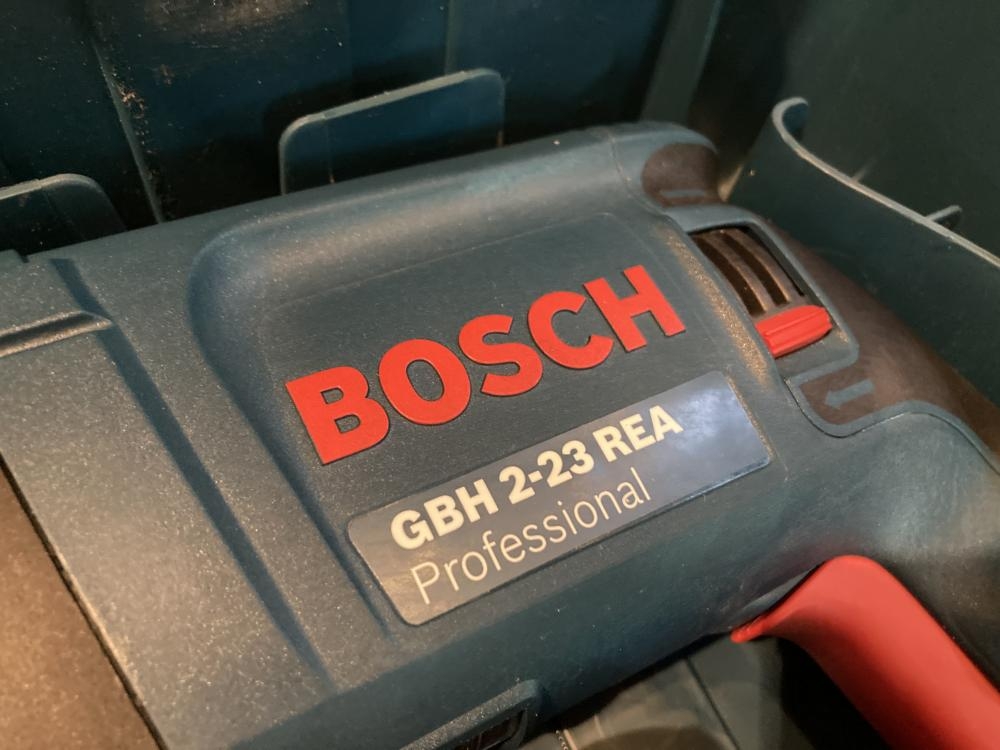 BOSCH
GBH 2-23 REA
Professional